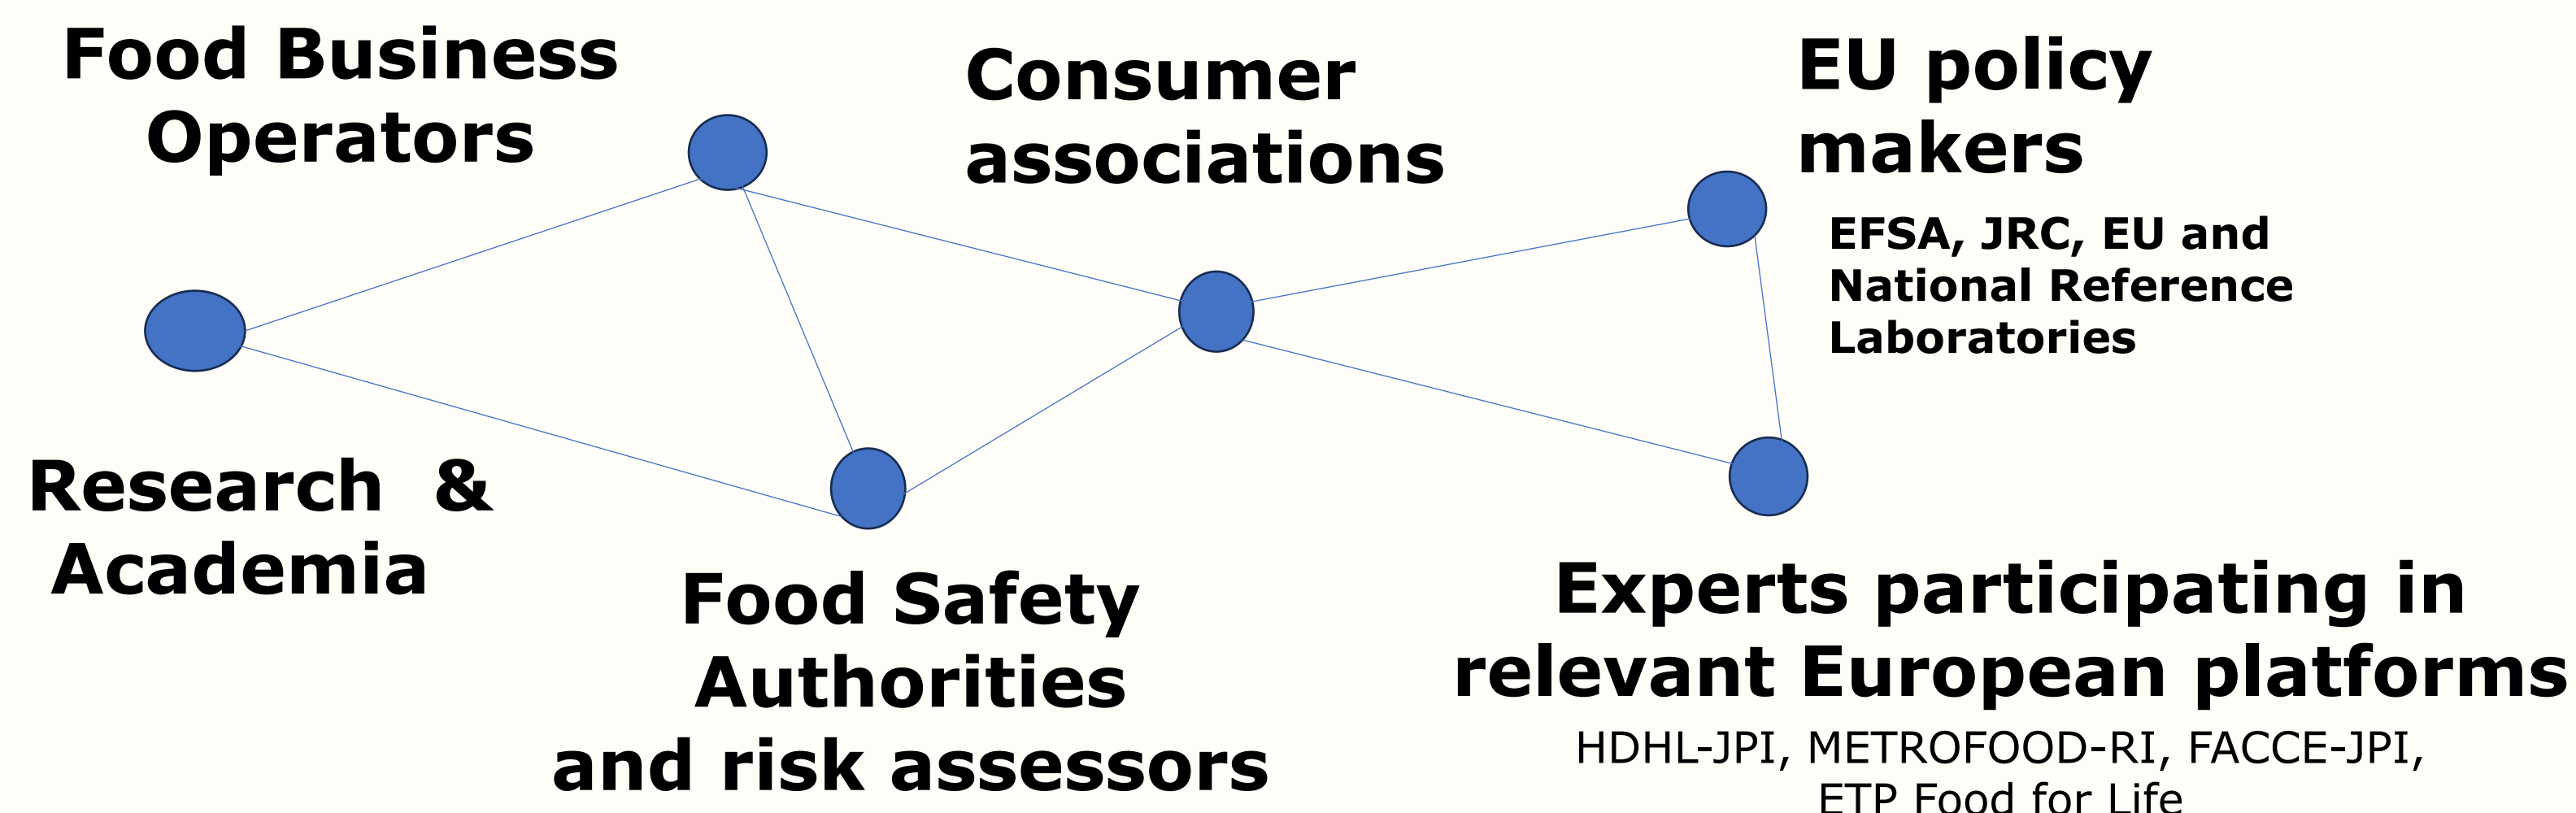 Food Business
Operators
Consumer
associations
EU policy
makers
EFSA, JRC, EU and
National Reference
Laboratories
Research & 
Academia
Food Safety
Authorities
and risk assessors
Experts participating in
relevant European platforms
HDHL-JPI, METROFOOD-RI, FACCE-JPI,
ETP Food for Life